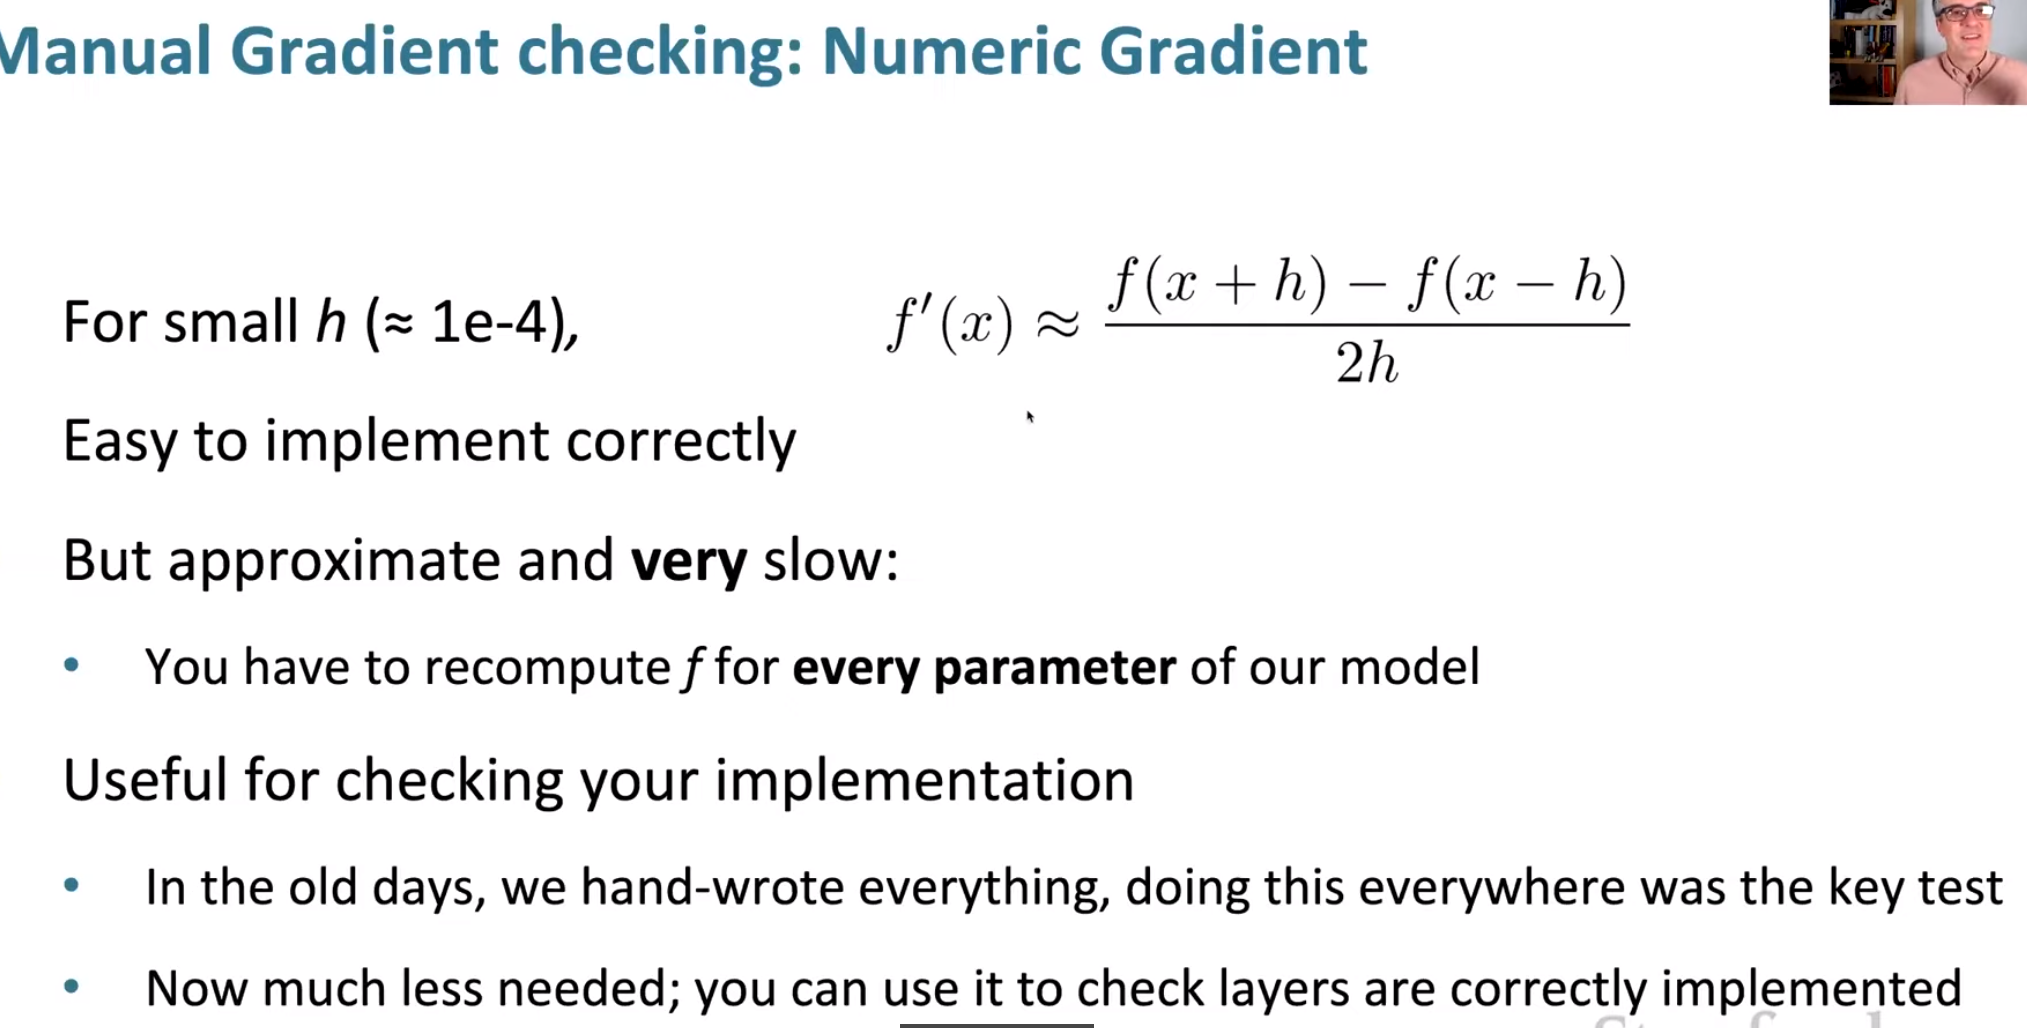 Manual Gradient checking: Numeric Gradient
For small h (≈ 1e-4), f′(x) ≈ \frac{f(x + h) − f(x − h)}{2h}
Easy to implement correctly
But approximate and very slow:
• You have to recompute f for every parameter of our model
Useful for checking your implementation
• In the old days, we hand-wrote everything, doing this everywhere was the key test
• Now much less needed; you can use it to check layers are correctly implemented